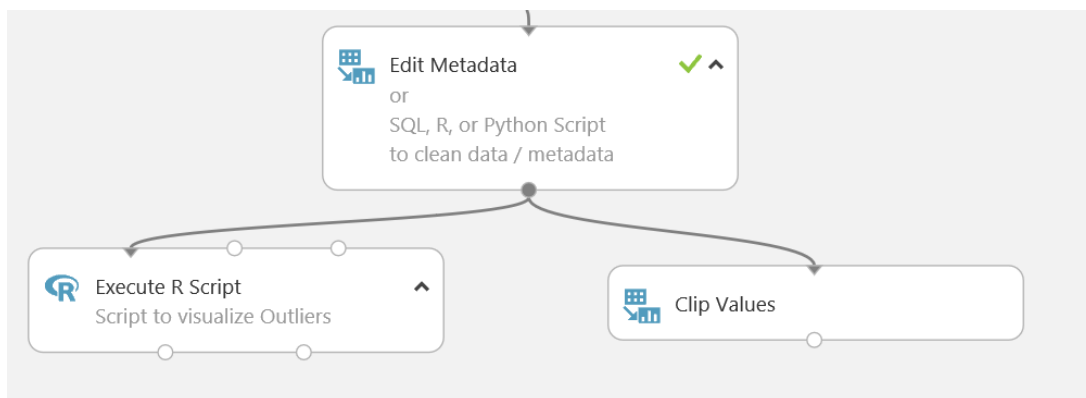 Edit Metadata
or
SQL, R, or Python Script
to clean data / metadata
R
Execute R Script
Script to visualize Outliers
Clip Values